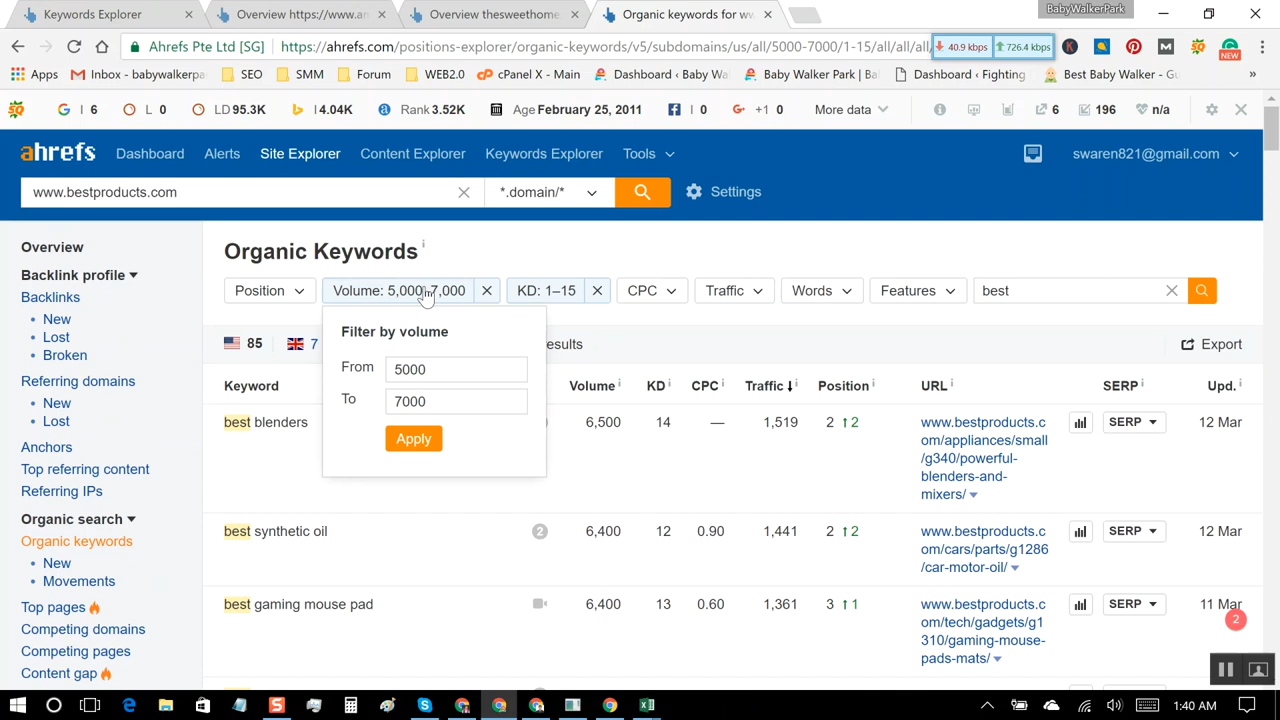 Keywords Explorer
Overview https://www.an
Overview thesweethome
Organic keywords for ww
BabyWalkerPark
Ahrefs Pte Ltd [SG]
https://ahrefs.com/positions-explorer/organic-keywords/v5/subdomains/us/all/5000-7000/1-15/all/all/all/
40.9 kbps
726.4 kbps
NEW
Apps
Inbox - babywalkerpa
SEO
SMM
Forum
WEB2.0
cPanel X - Main
Dashboard ‹ Baby Wa
Baby Walker Park | Ba
Dashboard ‹ Fighting
Best Baby Walker - Gu
»
I 6
L 0
LD 95.3K
I 4.04K
Rank 3.52K
Age February 25, 2011
I 0
+1 0
More data
6
196
n/a
ahrefs
Dashboard
Alerts
Site Explorer
Content Explorer
Keywords Explorer
Tools
swaren821@gmail.com
www.bestproducts.com
*.domain/*
Settings
Overview
Backlink profile
Backlinks
New
Lost
Broken
Referring domains
New
Lost
Anchors
Top referring content
Referring IPs
Organic search
Organic keywords
New
Movements
Top pages
Competing domains
Competing pages
Content gap
Organic Keywords
Position
Volume: 5,000–7,000
KD: 1–15
CPC
Traffic
Words
Features
best
Filter by volume
From 5000
To 7000
Apply
85
7
Export
Keyword Volume KD CPC Traffic Position URL SERP Upd.
best blenders 6,500 14 — 1,519 2 ↑2 www.bestproducts.c SERP 12 Mar
om/appliances/small
/g340/powerful-
blenders-and-
mixers/
best synthetic oil 2 6,400 12 0.90 1,441 2 ↑2 www.bestproducts.c SERP 12 Mar
om/cars/parts/g1286
/car-motor-oil/
best gaming mouse pad 6,400 13 0.60 1,361 3 ↑1 www.bestproducts.c SERP 11 Mar
om/tech/gadgets/g1
310/gaming-mouse-
pads-mats/
2
1:40 AM